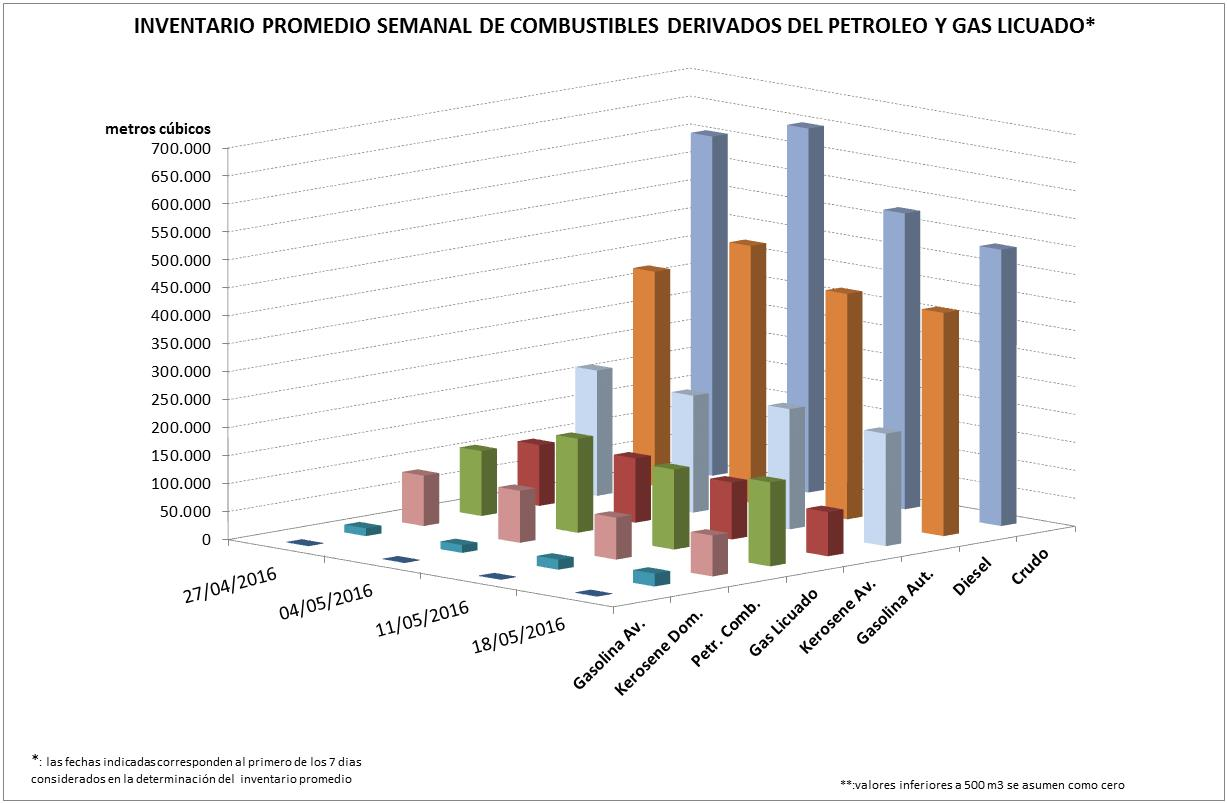 INVENTARIO PROMEDIO SEMANAL DE COMBUSTIBLES DERIVADOS DEL PETROLEO Y GAS LICUADO*
metros cúbicos
700.000
650.000
600.000
550.000
500.000
450.000
400.000
350.000
300.000
250.000
200.000
150.000
100.000
50.000
0
27/04/2016
04/05/2016
11/05/2016
18/05/2016
Gasolina Av.
Kerosene Dom.
Petr. Comb.
Gas Licuado
Kerosene Av.
Gasolina Aut.
Diesel
Crudo
*: las fechas indicadas corresponden al primero de los 7 dias
considerados en la determinación del inventario promedio
**:valores inferiores a 500 m3 se asumen como cero